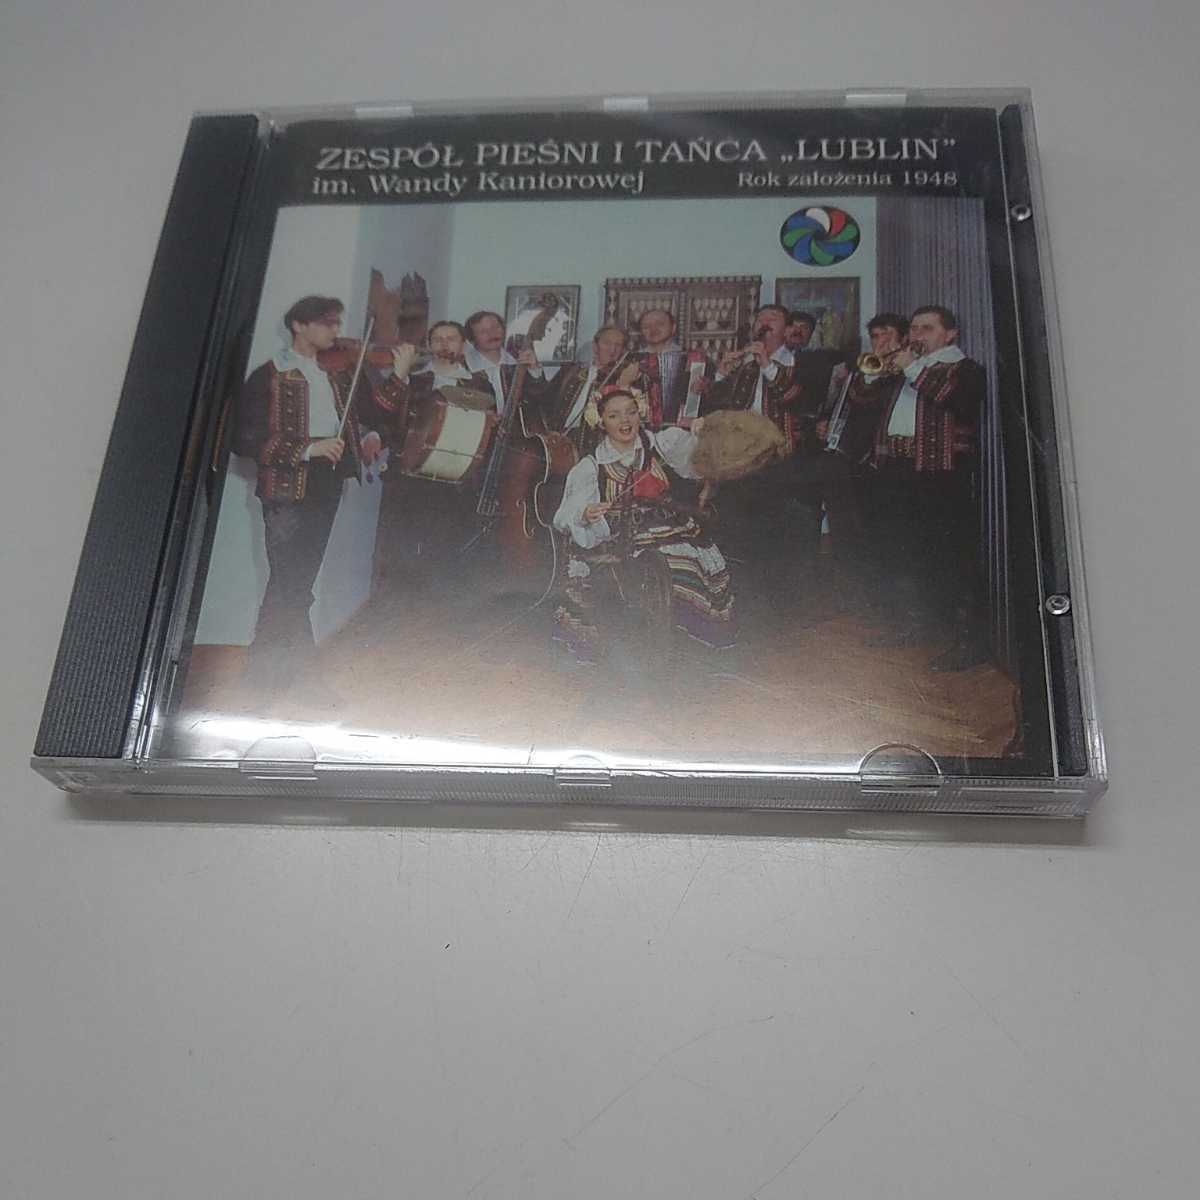 ZESPÓŁ PIEŚNI I TAŃCA „LUBLIN”
im. Wandy Kaniorowej Rok założenia 1948